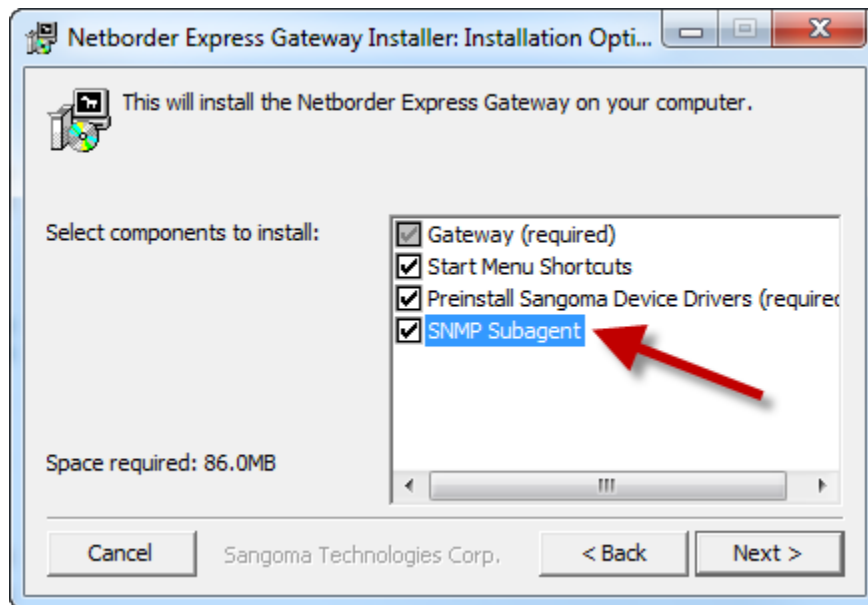 Netborder Express Gateway Installer: Installation Opti...
This will install the Netborder Express Gateway on your computer.
Select components to install:
Gateway (required)
Start Menu Shortcuts
Preinstall Sangoma Device Drivers (required
SNMP Subagent
Space required: 86.0MB
Cancel
Sangoma Technologies Corp.
< Back
Next >